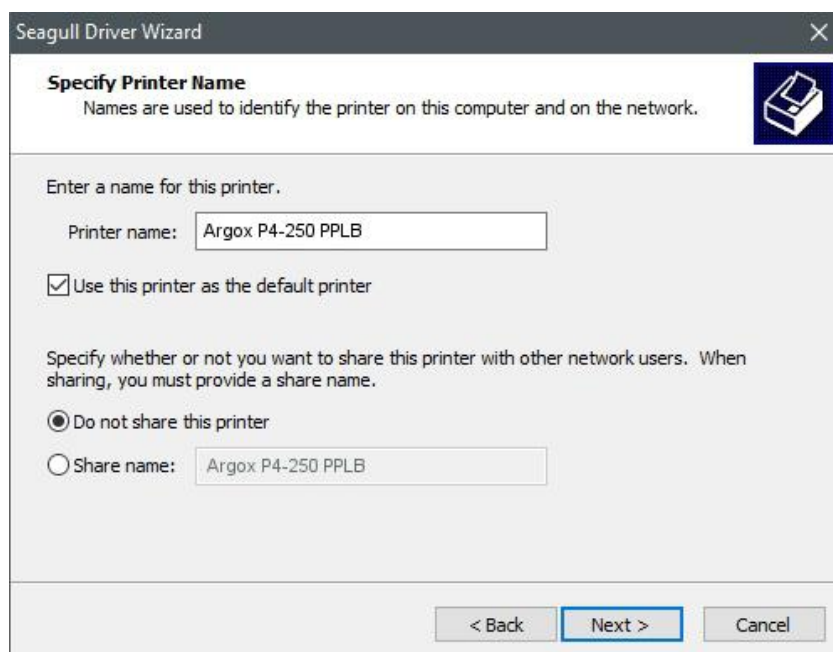 Seagull Driver Wizard
Specify Printer Name
Names are used to identify the printer on this computer and on the network.
Enter a name for this printer.
Printer name: Argox P4-250 PPLB
Use this printer as the default printer
Specify whether or not you want to share this printer with other network users. When
sharing, you must provide a share name.
Do not share this printer
Share name: Argox P4-250 PPLB
< Back Next > Cancel